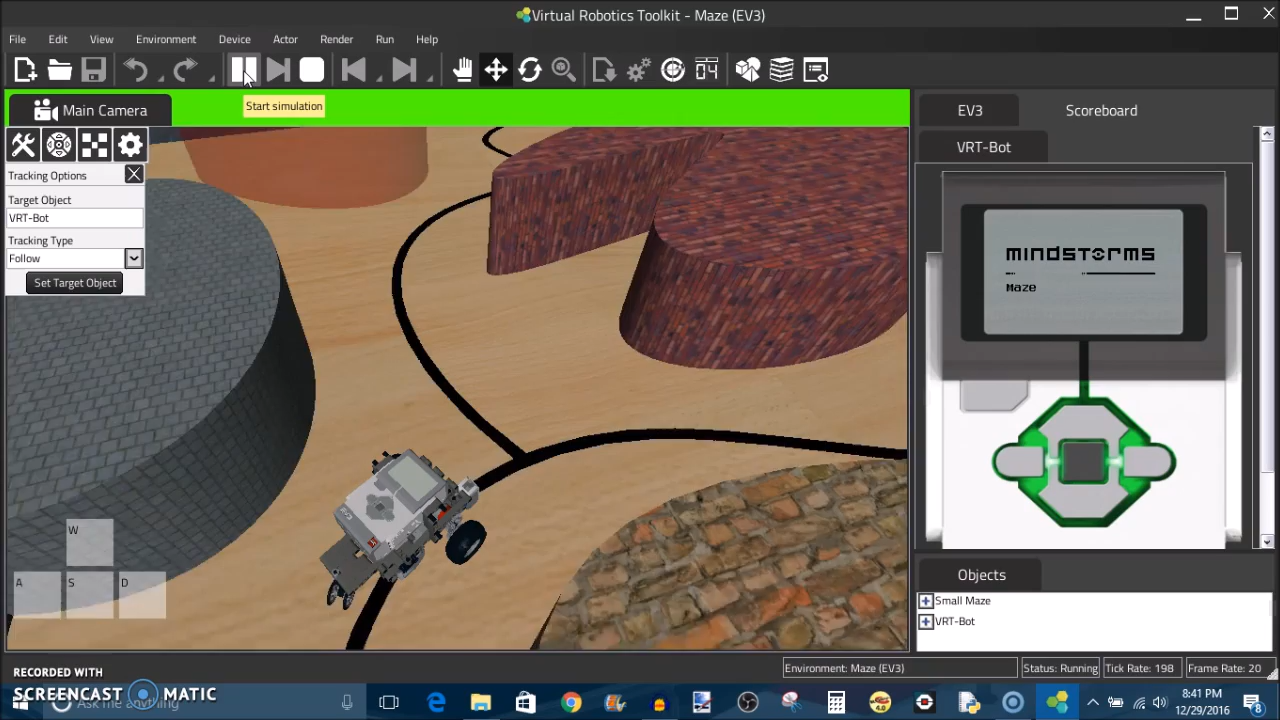 Virtual Robotics Toolkit - Maze (EV3)
File Edit View Environment Device Actor Render Run Help
Start simulation
Main Camera
EV3 Scoreboard
VRT-Bot
Tracking Options
Target Object
VRT-Bot
Tracking Type
Follow
Set Target Object
mindstorms
Maze
W
A S D
Objects
Small Maze
VRT-Bot
Environment: Maze (EV3) Status: Running Tick Rate: 198 Frame Rate: 20
RECORDED WITH
SCREENCAST MATIC
Ask me anything
8:41 PM
12/29/2016